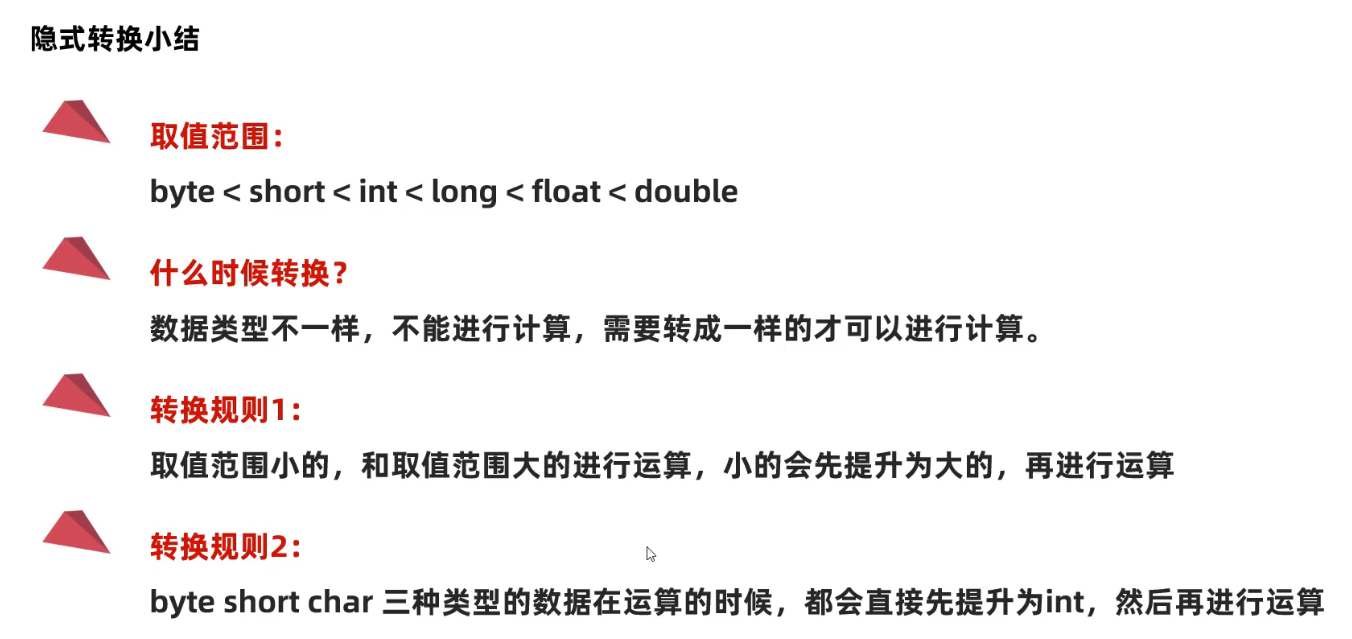 隐式转换小结
取值范围：
byte < short < int < long < float < double
什么时候转换？
数据类型不一样，不能进行计算，需要转成一样的才可以进行计算。
转换规则1：
取值范围小的，和取值范围大的进行运算，小的会先提升为大的，再进行运算
转换规则2：
byte short char 三种类型的数据在运算的时候，都会直接先提升为int，然后再进行运算